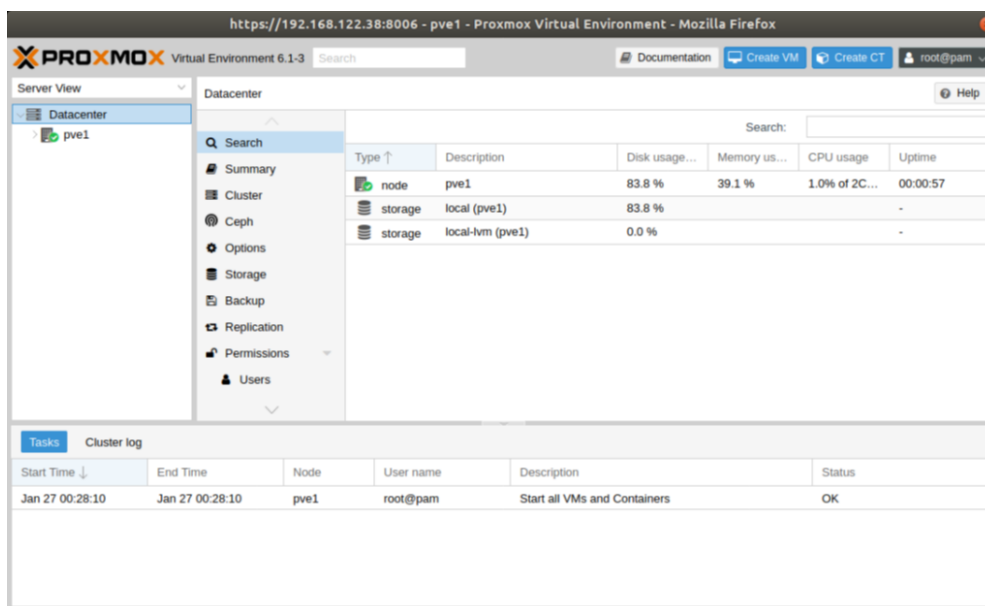 https://192.168.122.38:8006 - pve1 - Proxmox Virtual Environment - Mozilla Firefox
PROXMOX Virtual Environment 6.1-3 Search Documentation Create VM Create CT root@pam
Server View
Datacenter
pve1
Datacenter Help
Search
Summary
Cluster
Ceph
Options
Storage
Backup
Replication
Permissions
Users
Search:
Type Description Disk usage... Memory us... CPU usage Uptime
node pve1 83.8 % 39.1 % 1.0% of 2C... 00:00:57
storage local (pve1) 83.8 % -
storage local-lvm (pve1) 0.0 % -
Tasks Cluster log
Start Time End Time Node User name Description Status
Jan 27 00:28:10 Jan 27 00:28:10 pve1 root@pam Start all VMs and Containers OK